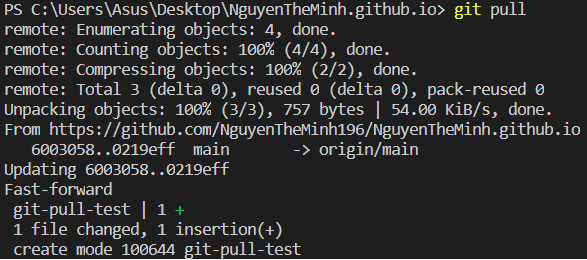 PS C:\Users\Asus\Desktop\NguyenTheMinh.github.io> git pull
remote: Enumerating objects: 4, done.
remote: Counting objects: 100% (4/4), done.
remote: Compressing objects: 100% (2/2), done.
remote: Total 3 (delta 0), reused 0 (delta 0), pack-reused 0
Unpacking objects: 100% (3/3), 757 bytes | 54.00 KiB/s, done.
From https://github.com/NguyenTheMinh196/NguyenTheMinh.github.io
   6003058..0219eff  main       -> origin/main
Updating 6003058..0219eff
Fast-forward
 git-pull-test | 1 +
 1 file changed, 1 insertion(+)
 create mode 100644 git-pull-test